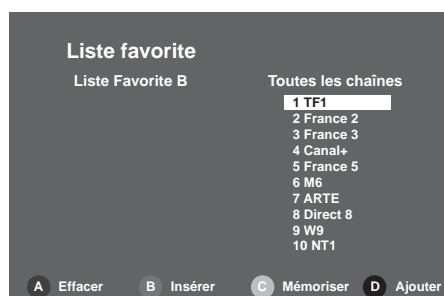 Liste favorite
Liste Favorite B
Toutes les chaînes
1 TF1
2 France 2
3 France 3
4 Canal+
5 France 5
6 M6
7 ARTE
8 Direct 8
9 W9
10 NT1
A Effacer B Insérer C Mémoriser D Ajouter